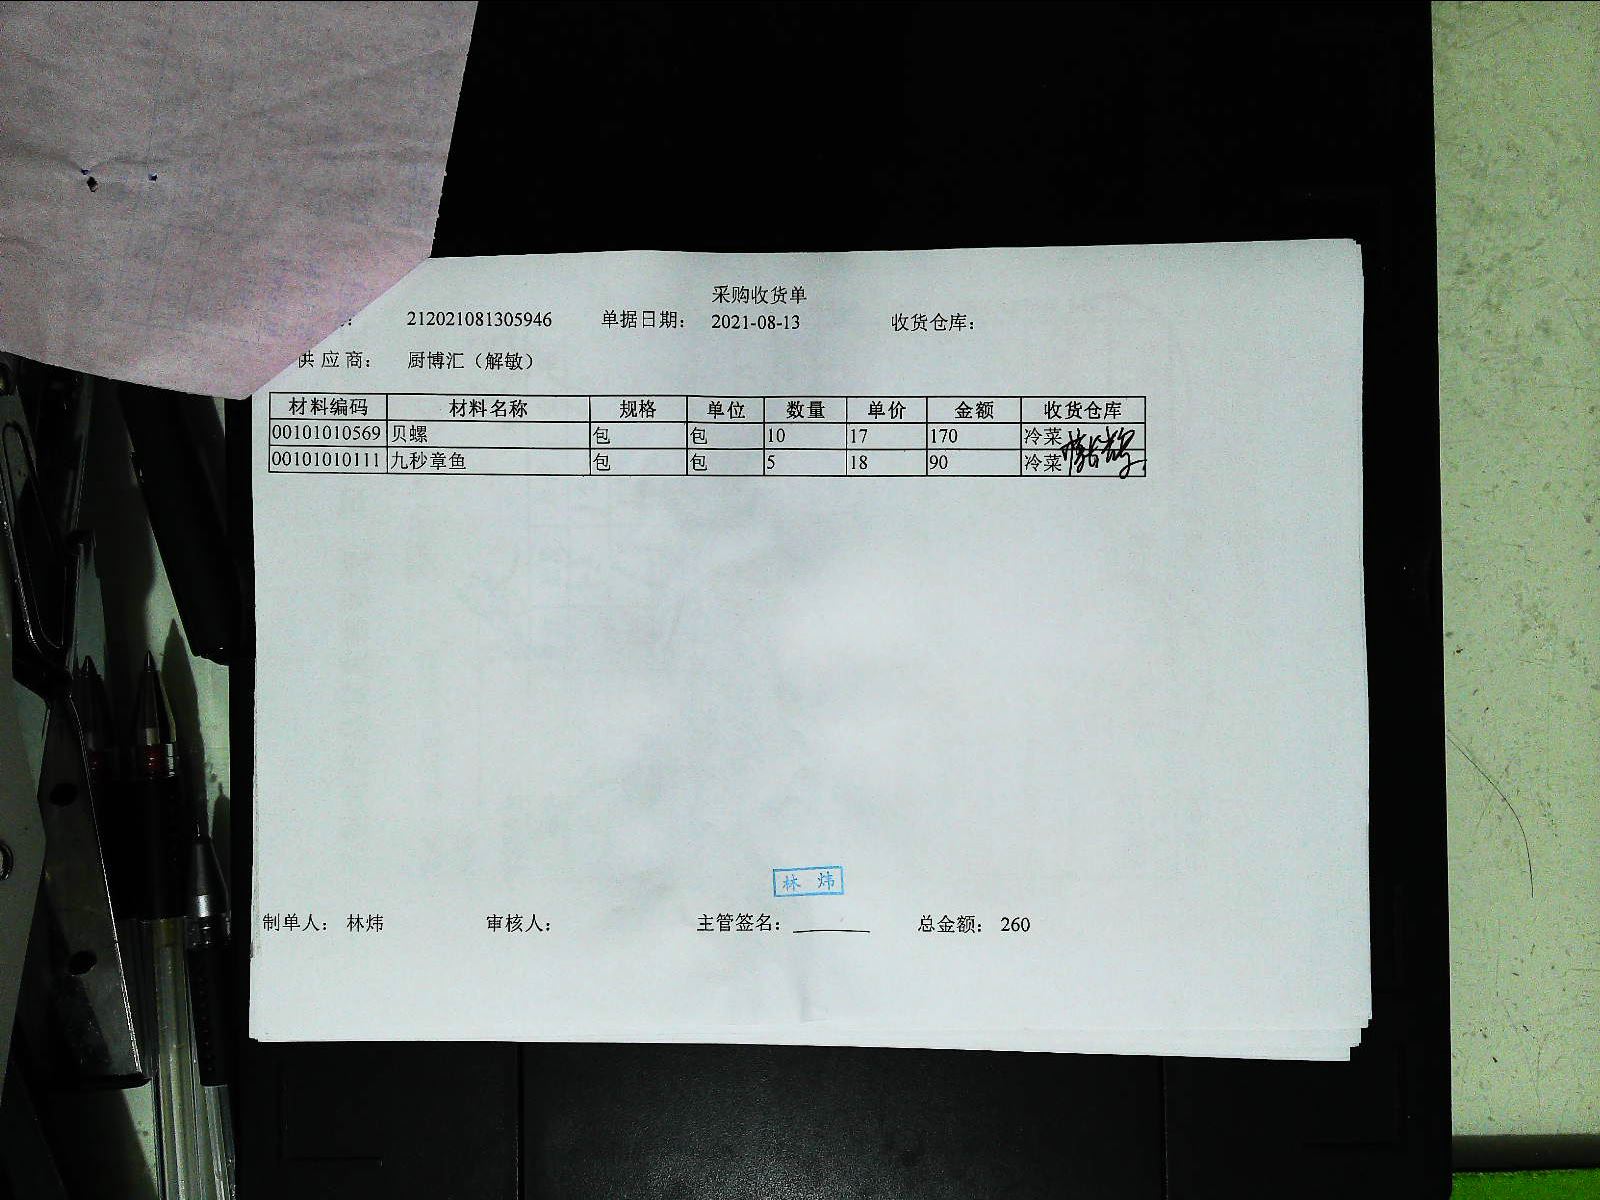 采购收货单
: 212021081305946 单据日期: 2021-08-13 收货仓库:
供应商: 厨博汇（解敏）
材料编码 材料名称 规格 单位 数量 单价 金额 收货仓库
00101010569 贝螺 包 包 10 17 170 冷菜
00101010111 九秒章鱼 包 包 5 18 90 冷菜
林炜
制单人: 林炜 审核人: 主管签名: 总金额: 260